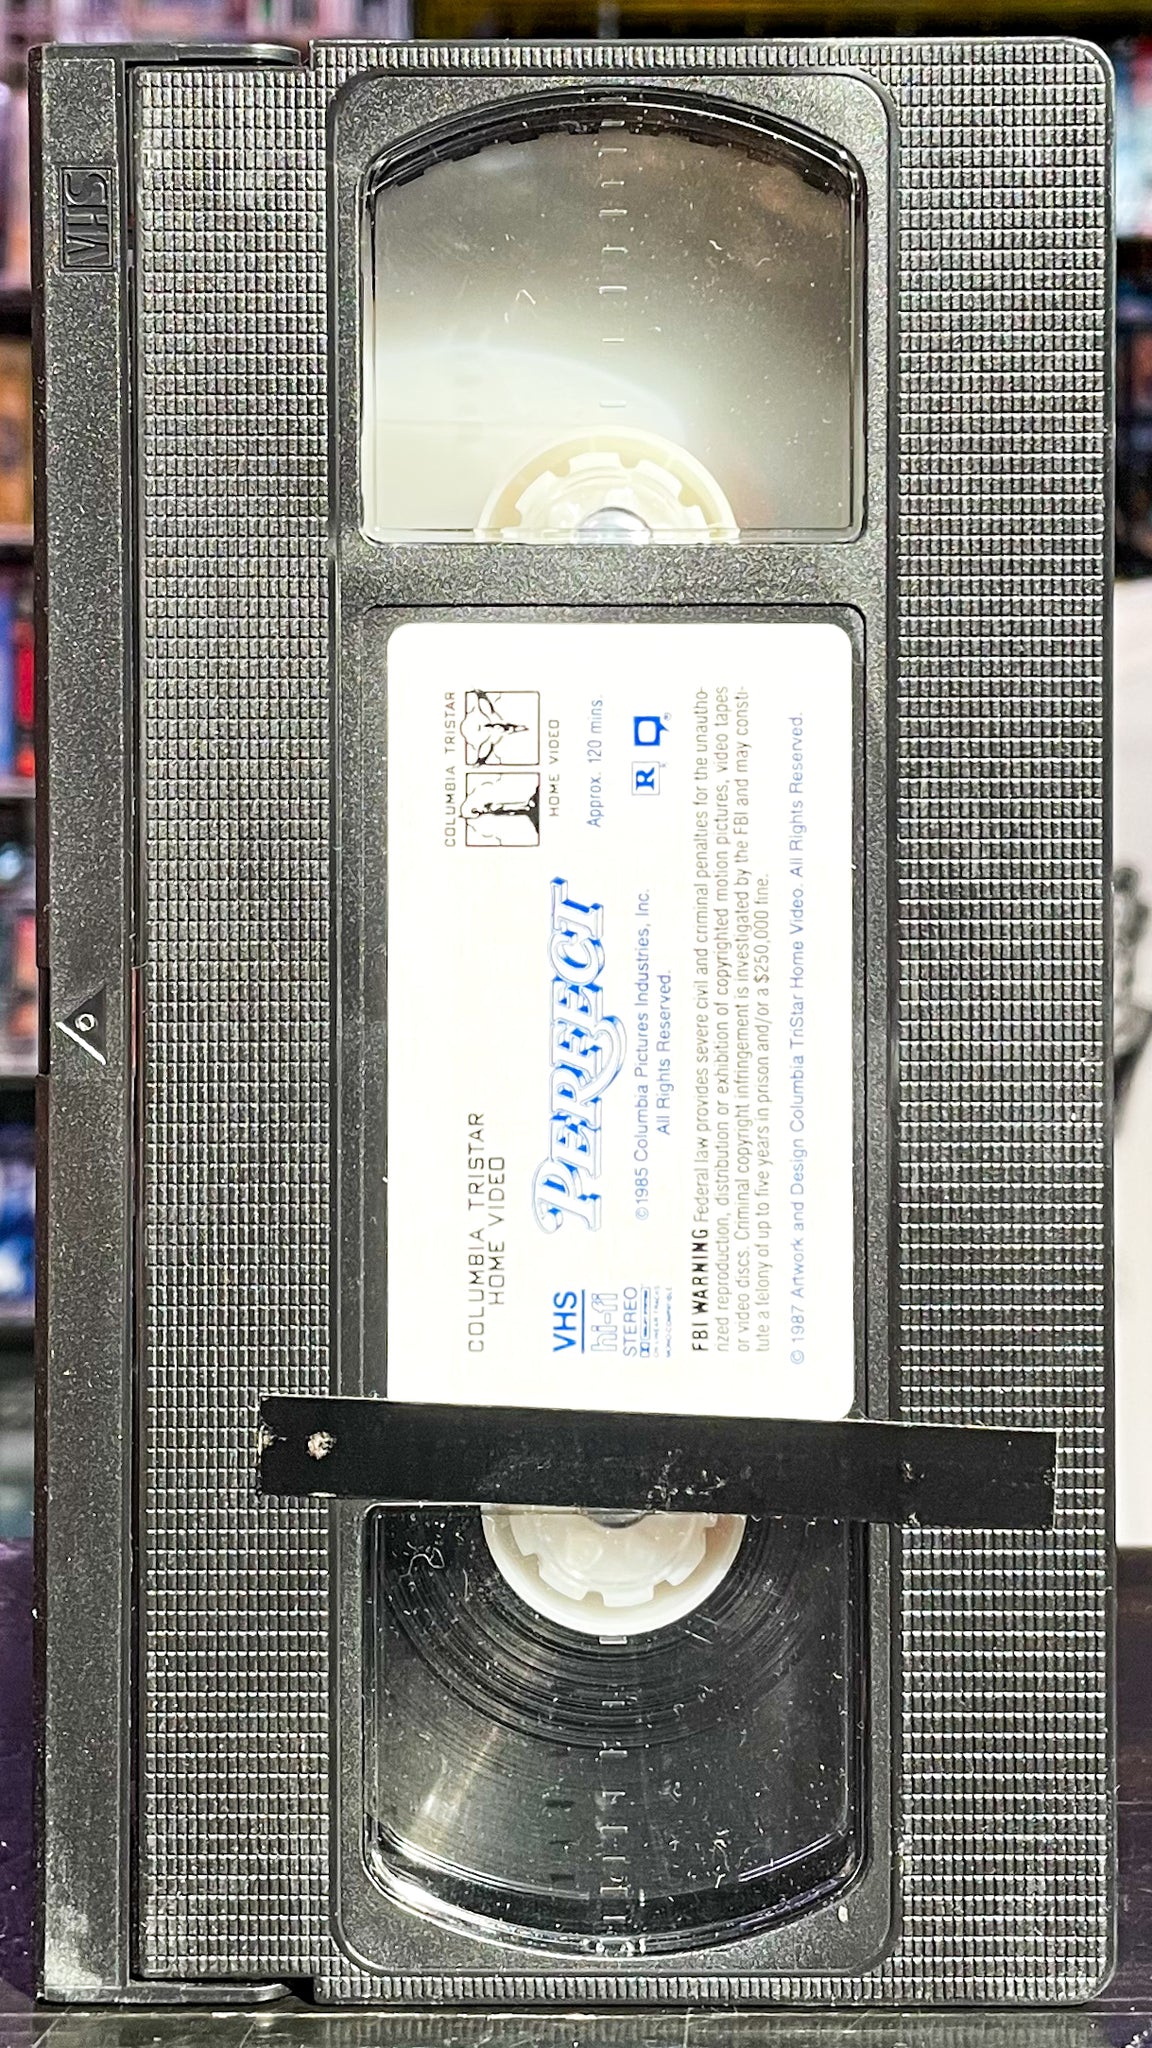 VHS
COLUMBIA TRISTAR
HOME VIDEO
COLUMBIA TRISTAR
HOME VIDEO
PERFECT
Approx. 120 mins.
VHS
hi-fi
STEREO
©1985 Columbia Pictures Industries, Inc.
All Rights Reserved.
R
®
FBI WARNING Federal law provides severe civil and criminal penalties for the unautho-
rized reproduction, distribution or exhibition of copyrighted motion pictures, video tapes
or video discs. Criminal copyright infringement is investigated by the FBI and may consti-
tute a felony of up to five years in prison and/or a $250,000 fine.
©1987 Artwork and Design Columbia TriStar Home Video. All Rights Reserved.